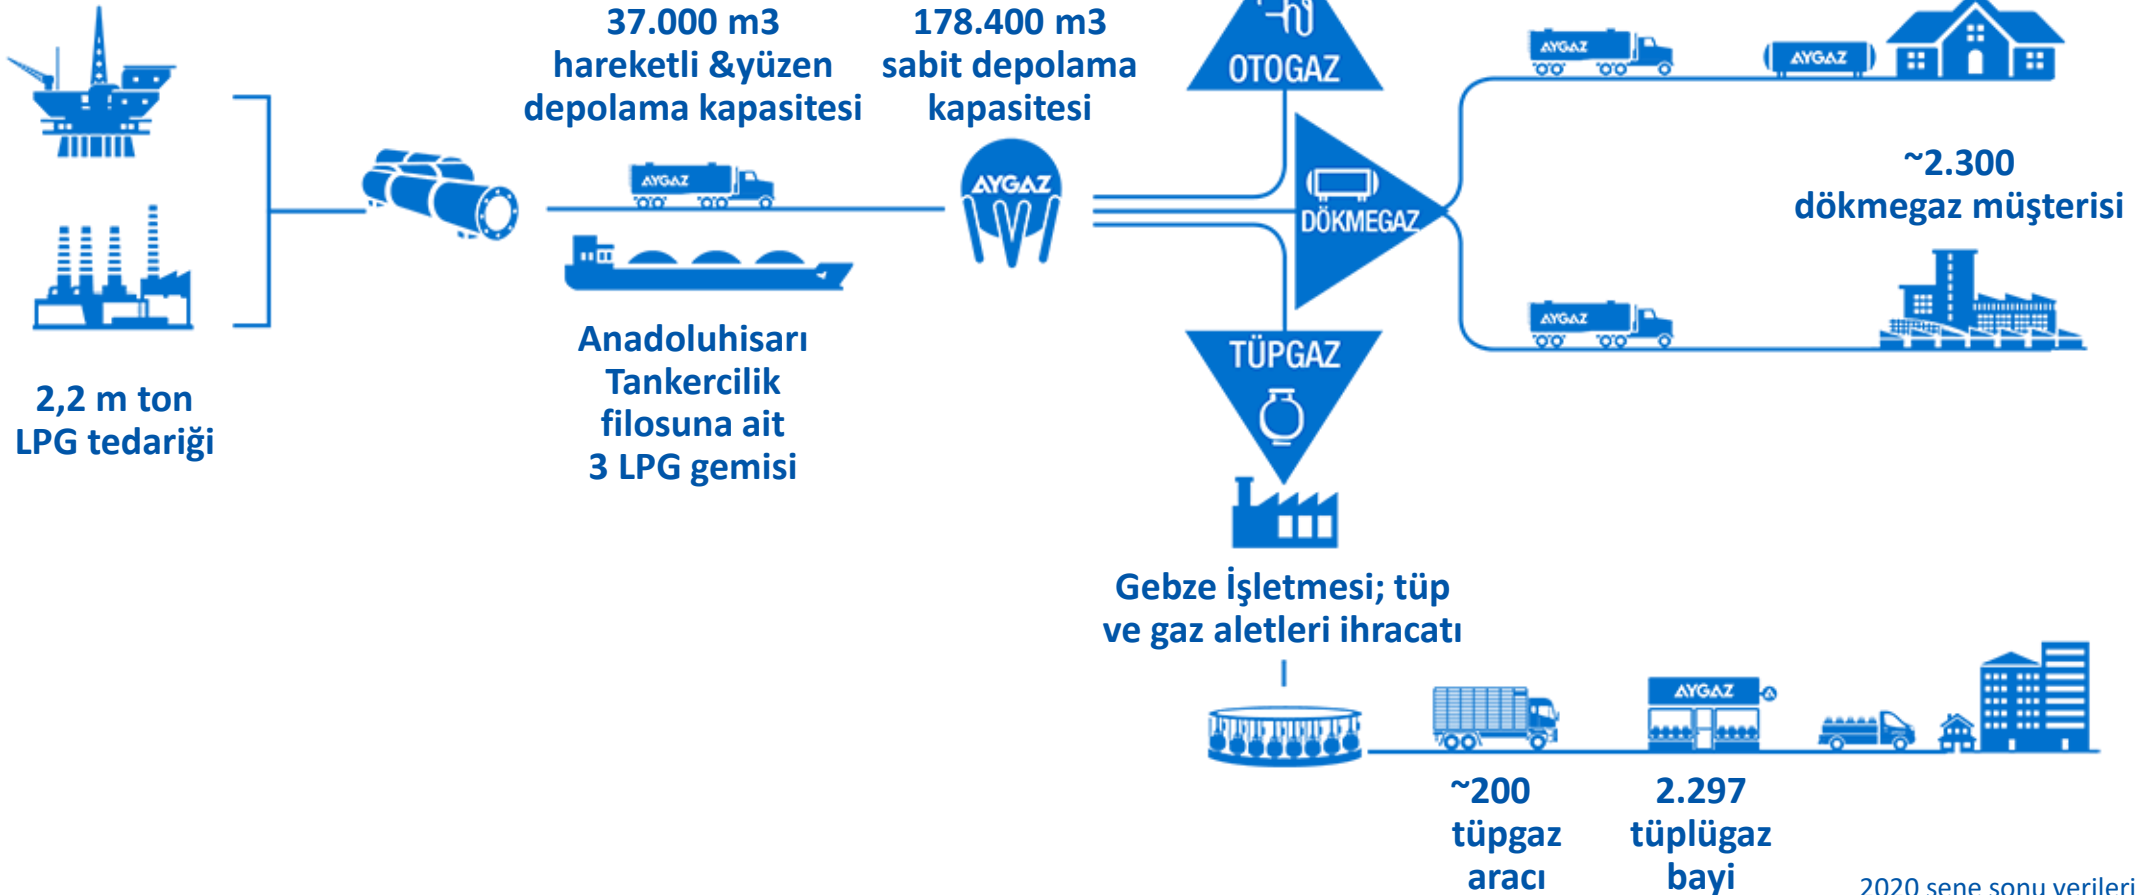 37.000 m3
hareketli &yüzen
depolama kapasitesi
178.400 m3
sabit depolama
kapasitesi
OTOGAZ
AYGAZ
AYGAZ
~2.300
dökmegaz müşterisi
AYGAZ
AYGAZ
DÖKMEGAZ
AYGAZ
2,2 m ton
LPG tedariği
Anadoluhisarı
Tankercilik
filosuna ait
3 LPG gemisi
TÜPGAZ
Gebze İşletmesi; tüp
ve gaz aletleri ihracatı
AYGAZ
~200
tüpgaz
aracı
2.297
tüplügaz
bayi
2020 sene sonu verileri